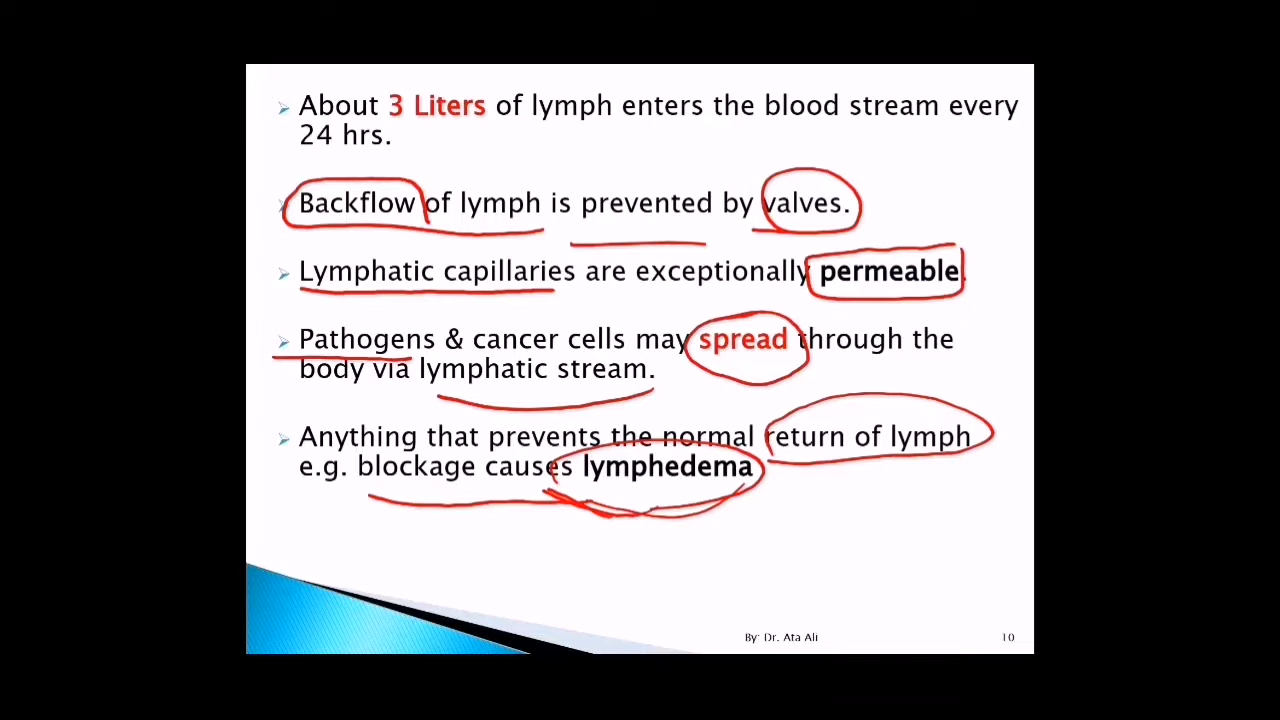 About 3 Liters of lymph enters the blood stream every
24 hrs.
Backflow of lymph is prevented by valves.
Lymphatic capillaries are exceptionally permeable.
Pathogens & cancer cells may spread through the
body via lymphatic stream.
Anything that prevents the normal return of lymph
e.g. blockage causes lymphedema
By: Dr. Ata Ali
10